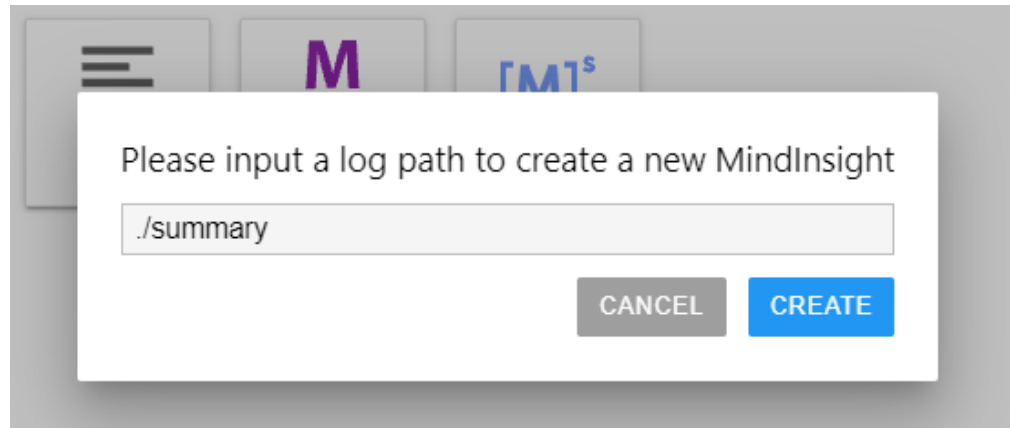 M
[M]s
Please input a log path to create a new MindInsight
./summary
CANCEL
CREATE